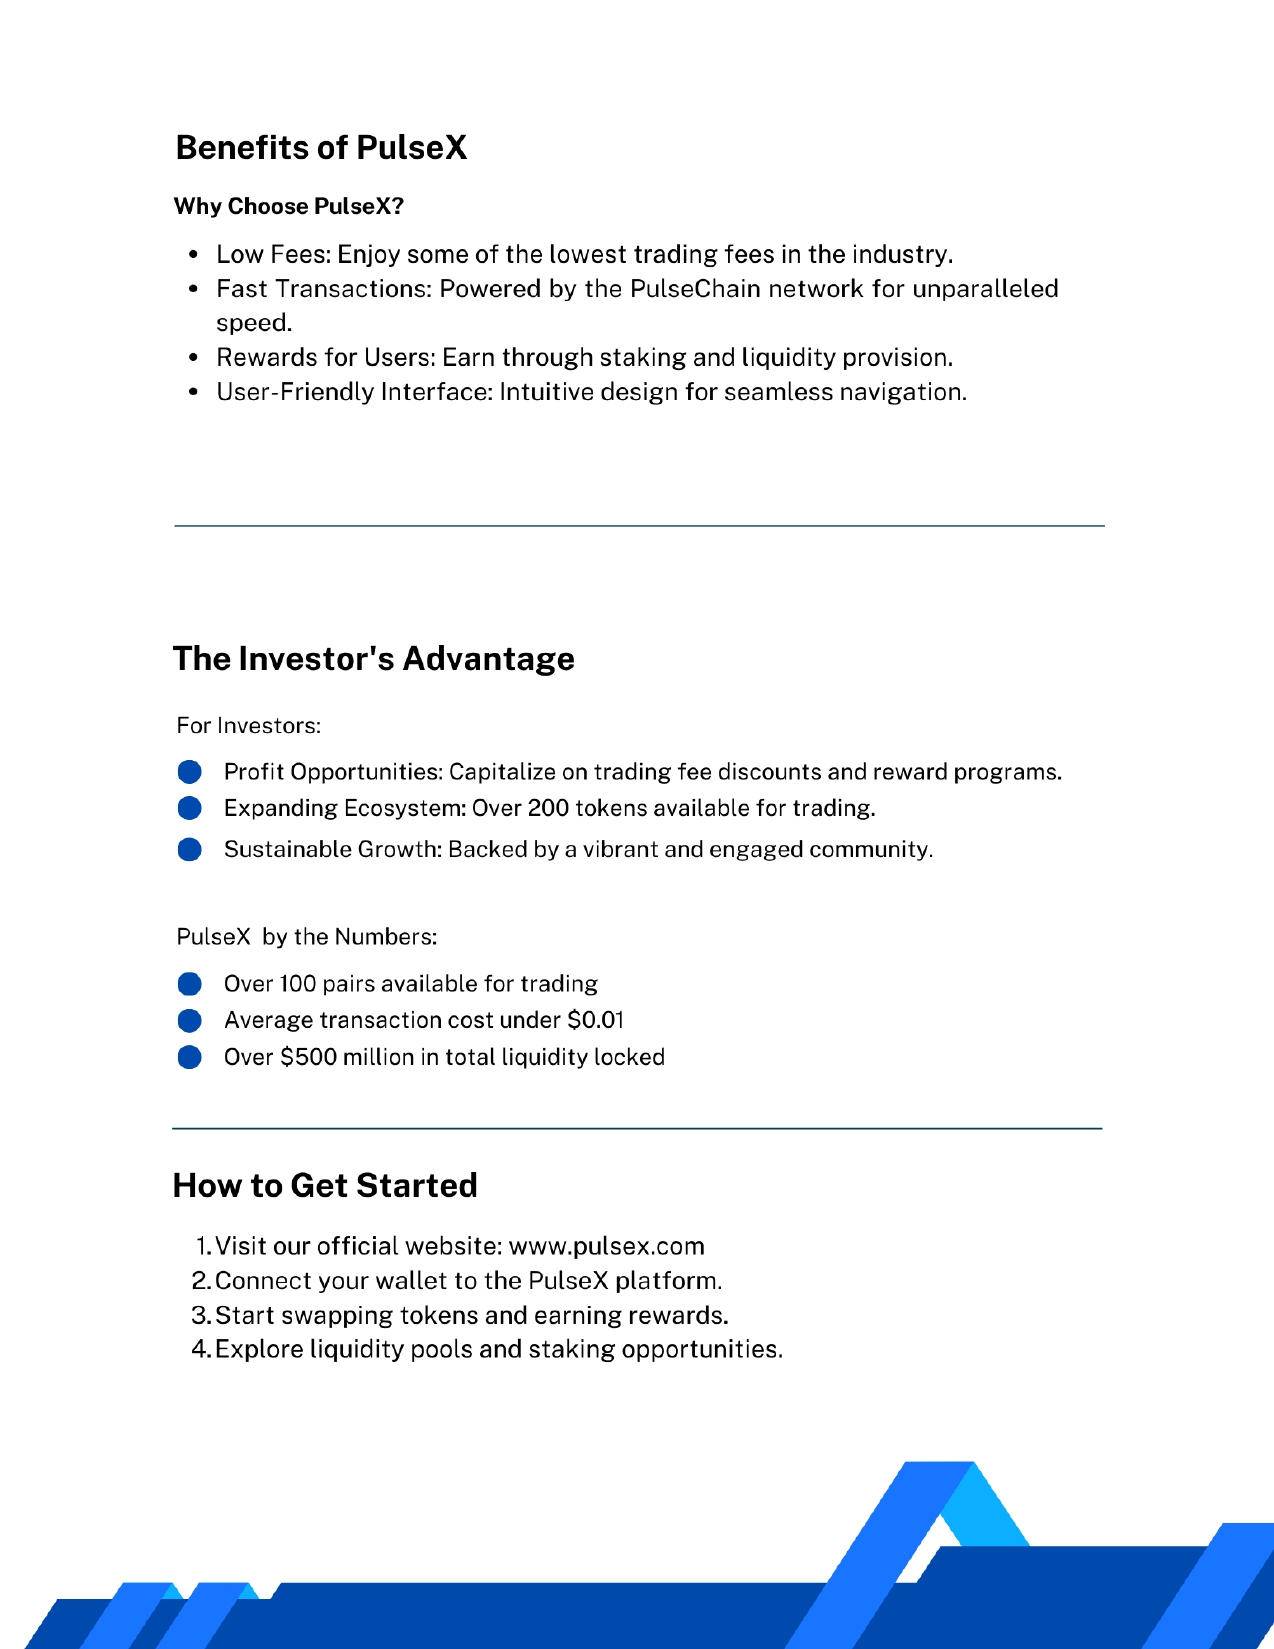 Benefits of PulseX
Why Choose PulseX?
• Low Fees: Enjoy some of the lowest trading fees in the industry.
• Fast Transactions: Powered by the PulseChain network for unparalleled
speed.
• Rewards for Users: Earn through staking and liquidity provision.
• User-Friendly Interface: Intuitive design for seamless navigation.
The Investor's Advantage
For Investors:
Profit Opportunities: Capitalize on trading fee discounts and reward programs.
Expanding Ecosystem: Over 200 tokens available for trading.
Sustainable Growth: Backed by a vibrant and engaged community.
PulseX by the Numbers:
Over 100 pairs available for trading
Average transaction cost under $0.01
Over $500 million in total liquidity locked
How to Get Started
1. Visit our official website: www.pulsex.com
2. Connect your wallet to the PulseX platform.
3. Start swapping tokens and earning rewards.
4. Explore liquidity pools and staking opportunities.